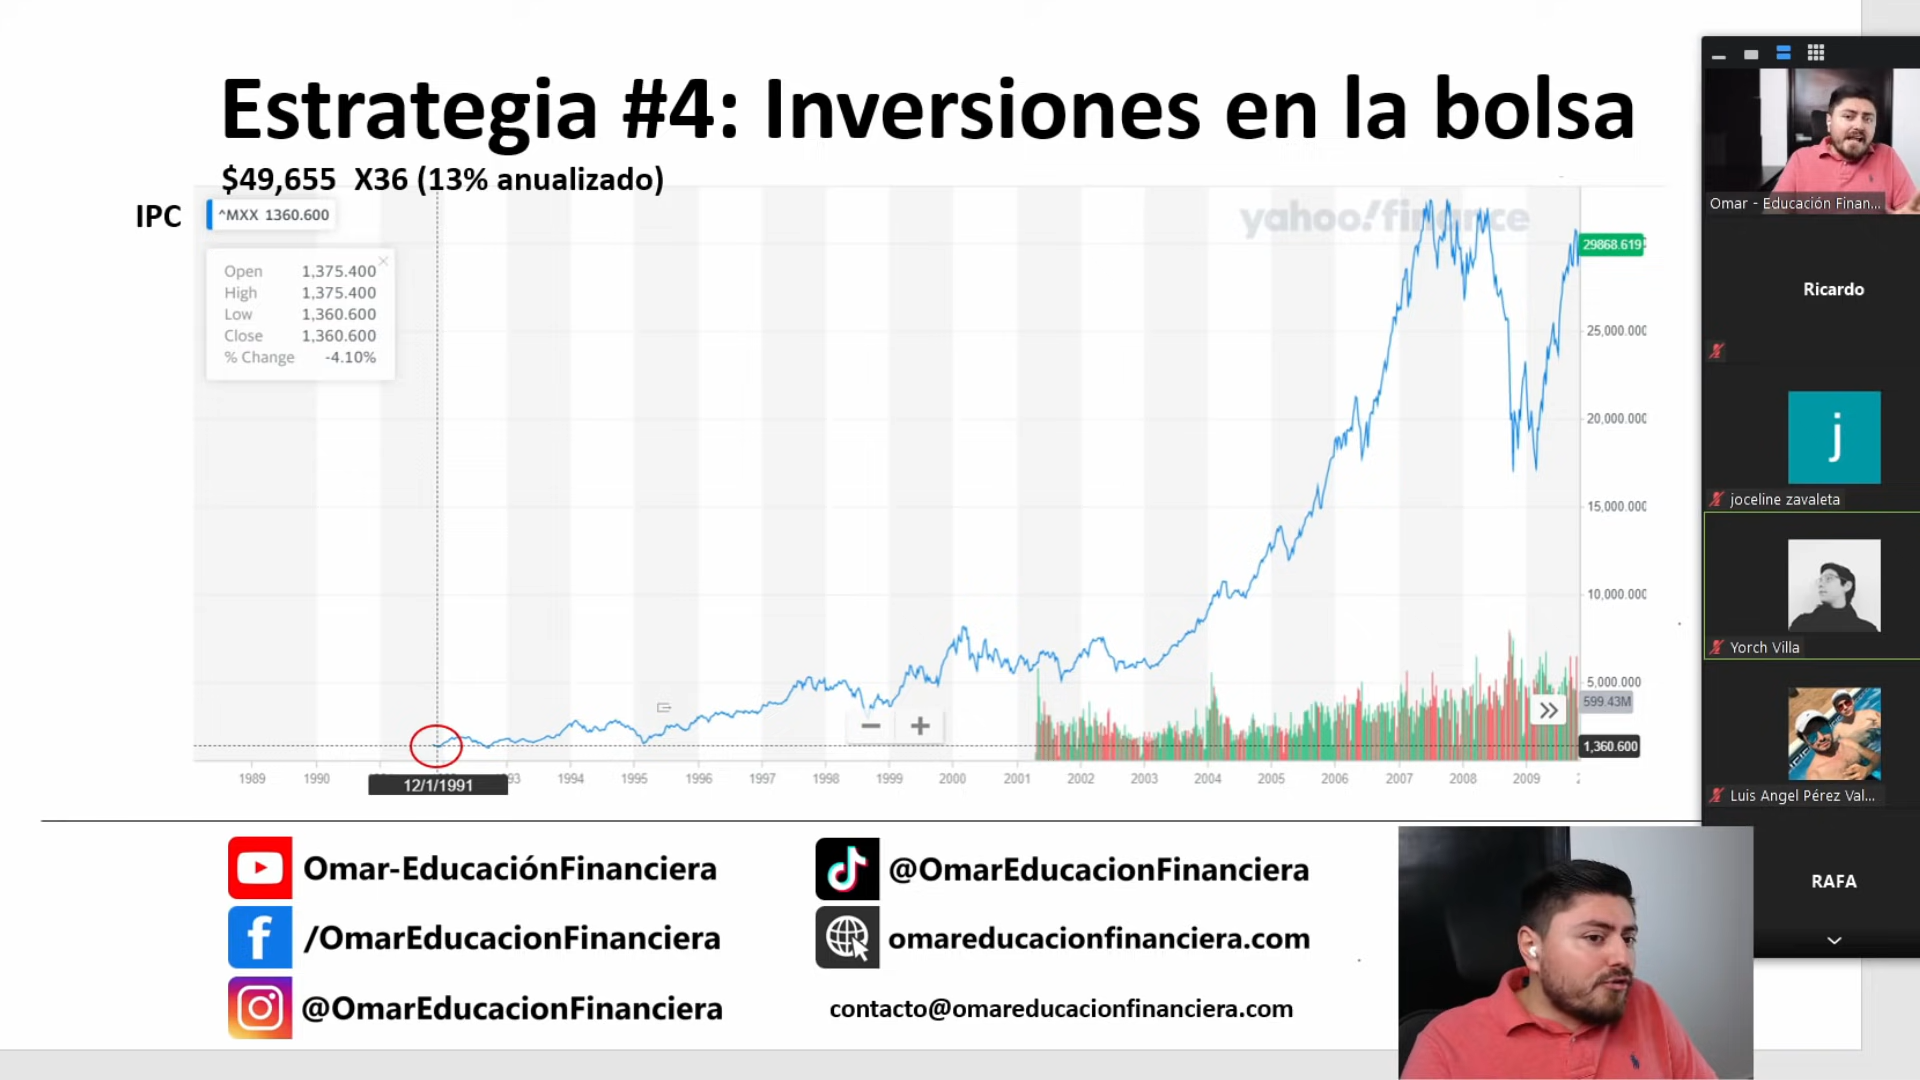 Estrategia #4: Inversiones en la bolsa
$49,655 X36 (13% anualizado)
IPC
^MXX 1360.600
yahoo!finance
Open 1,375.400
High 1,375.400
Low 1,360.600
Close 1,360.600
% Change -4.10%
29868.619
25,000.000
20,000.000
15,000.000
10,000.000
5,000.000
599.43M
1,360.600
1989 1990 93 1994 1995 1996 1997 1998 1999 2000 2001 2002 2003 2004 2005 2006 2007 2008 2009
12/1/1991
Omar-EducaciónFinanciera
/OmarEducacionFinanciera
@OmarEducacionFinanciera
@OmarEducacionFinanciera
omareducacionfinanciera.com
contacto@omareducacionfinanciera.com
Omar - Educación Finan...
Ricardo
j
joceline zavaleta
Yorch Villa
Luis Angel Pérez Val...
RAFA